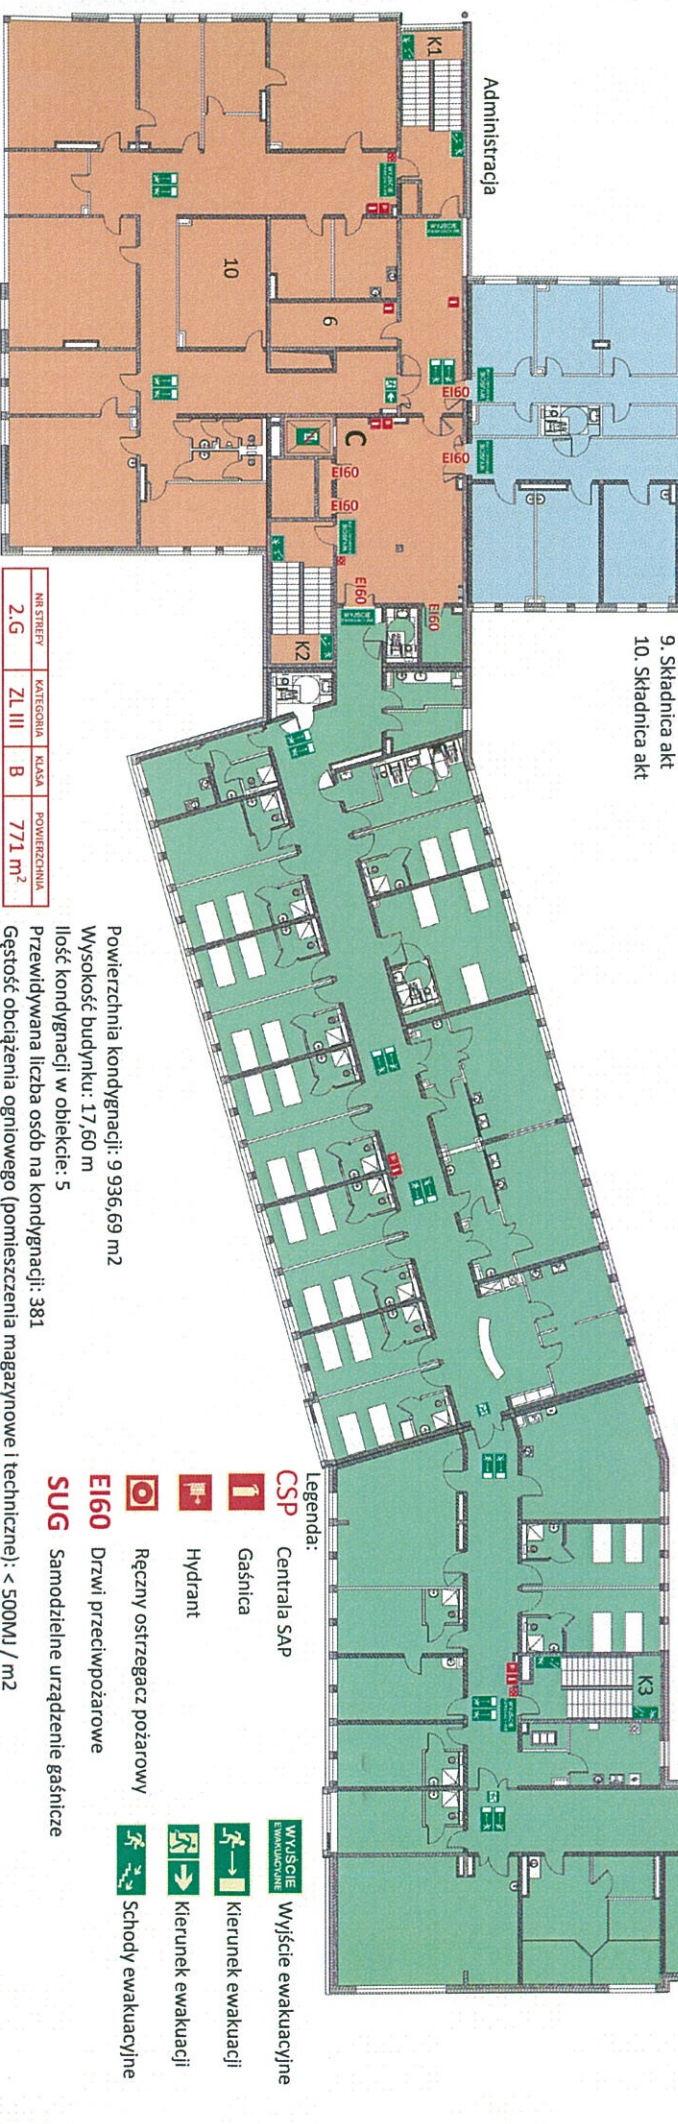 Administracja
9. Składnica akt
10. Składnica akt
K1
WYJŚCIE
10
6
C
EI60
EI60
EI60
EI60
EI60
EI60
K2
K3
WYJŚCIE
NR STREFY KATEGORIA KLASA POWIERZCHNIA
2.G ZL III B 771 m²
Powierzchnia kondygnacji: 9 936,69 m2
Wysokość budynku: 17,60 m
Ilość kondygnacji w obiekcie: 5
Przewidywana liczba osób na kondygnacji: 381
Gęstość obciążenia ogniowego (pomieszczenia magazynowe i techniczne): < 500MJ / m2
Legenda:
CSP Centrala SAP
Gaśnica
Hydrant
Ręczny ostrzegacz pożarowy
EI60 Drzwi przeciwpożarowe
SUG Samodzielne urządzenie gaśnicze
WYJŚCIE
EWAKUACYJNE
Wyjście ewakuacyjne
Kierunek ewakuacji
Kierunek ewakuacji
Schody ewakuacyjne